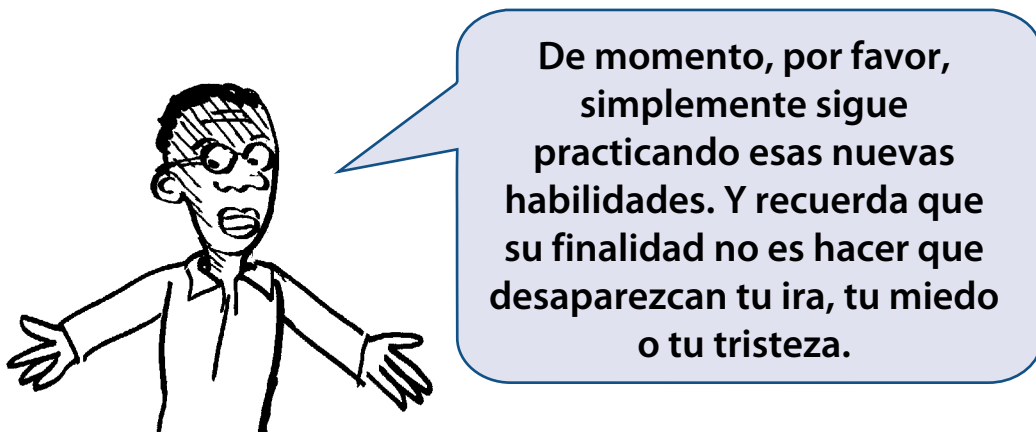 De momento, por favor,
simplemente sigue
practicando esas nuevas
habilidades. Y recuerda que
su finalidad no es hacer que
desaparezcan tu ira, tu miedo
o tu tristeza.